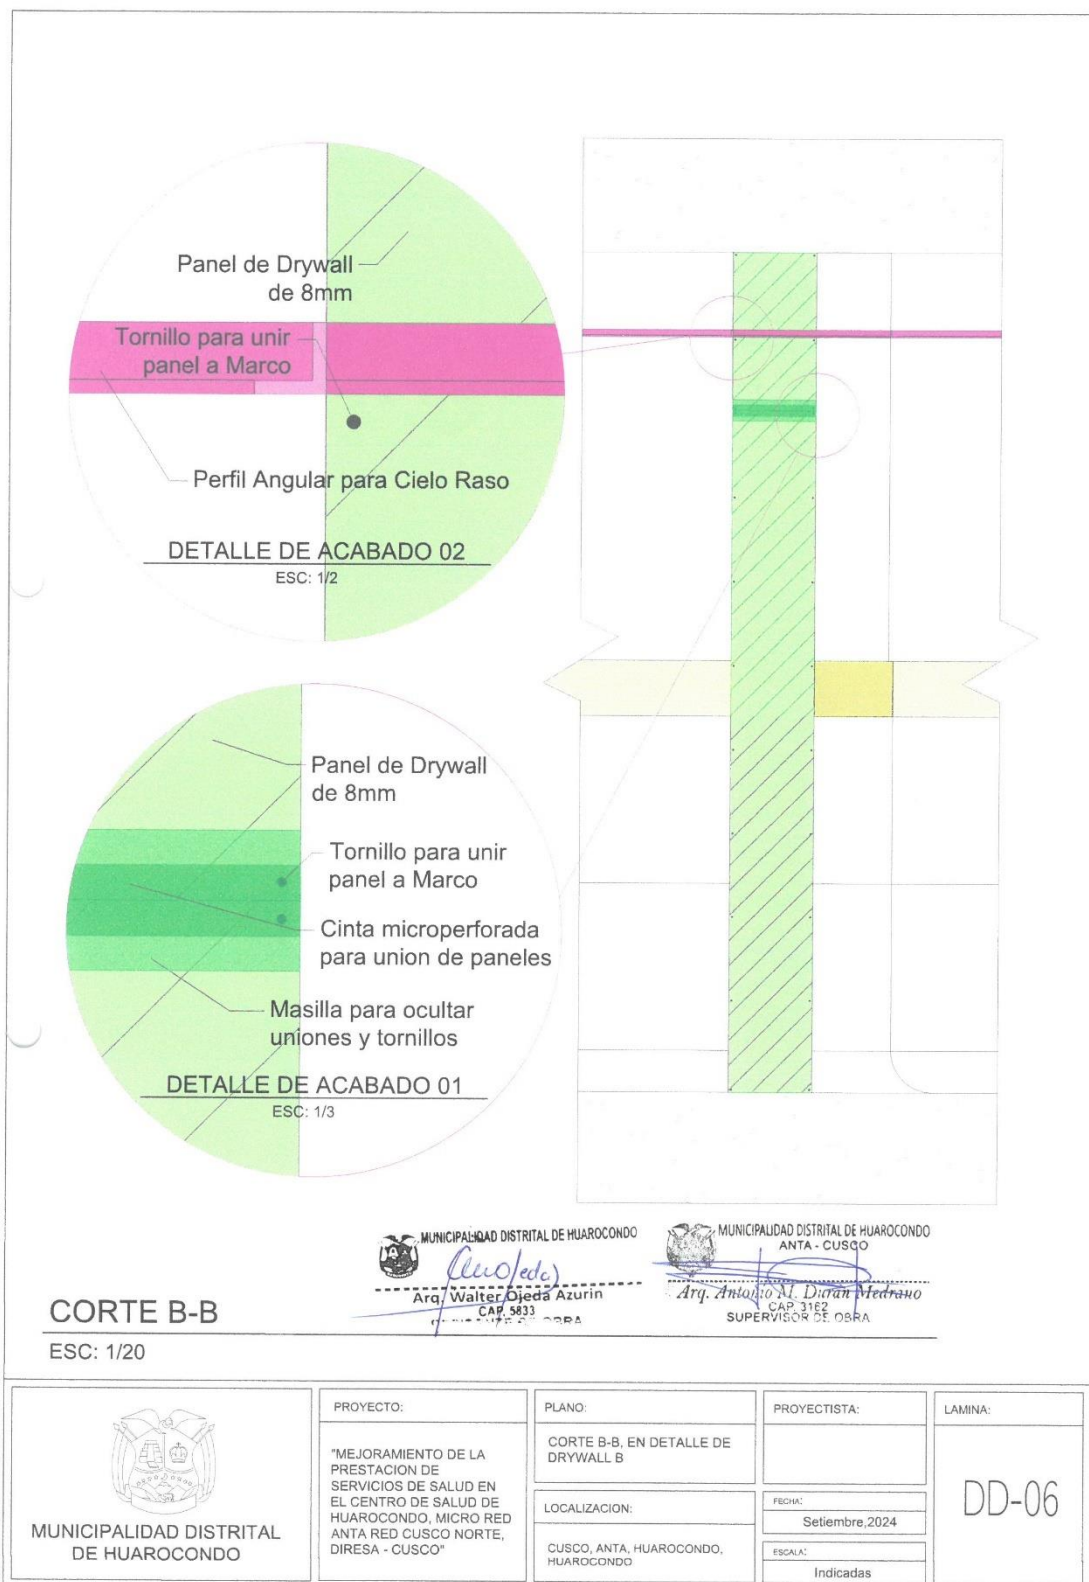 Panel de Drywall
de 8mm
Tornillo para unir
panel a Marco
Perfil Angular para Cielo Raso
DETALLE DE ACABADO 02
ESC: 1/2
Panel de Drywall
de 8mm
Tornillo para unir
panel a Marco
Cinta microperforada
para union de paneles
Masilla para ocultar
uniones y tornillos
DETALLE DE ACABADO 01
ESC: 1/3
MUNICIPALIDAD DISTRITAL DE HUAROCONDO
Arq. Walter Ojeda Azurin
CAP. 5833
DE OBRA
MUNICIPALIDAD DISTRITAL DE HUAROCONDO
ANTA - CUSCO
Arq. Antonio M. Duran Medrano
CAP. 3162
SUPERVISOR DE OBRA
CORTE B-B
ESC: 1/20
MUNICIPALIDAD DISTRITAL
DE HUAROCONDO
PROYECTO:
"MEJORAMIENTO DE LA
PRESTACION DE
SERVICIOS DE SALUD EN
EL CENTRO DE SALUD DE
HUAROCONDO, MICRO RED
ANTA RED CUSCO NORTE,
DIRESA - CUSCO"
PLANO:
CORTE B-B, EN DETALLE DE
DRYWALL B
LOCALIZACION:
CUSCO, ANTA, HUAROCONDO,
HUAROCONDO
PROYECTISTA:
FECHA:
Setiembre,2024
ESCALA:
Indicadas
LAMINA:
DD-06